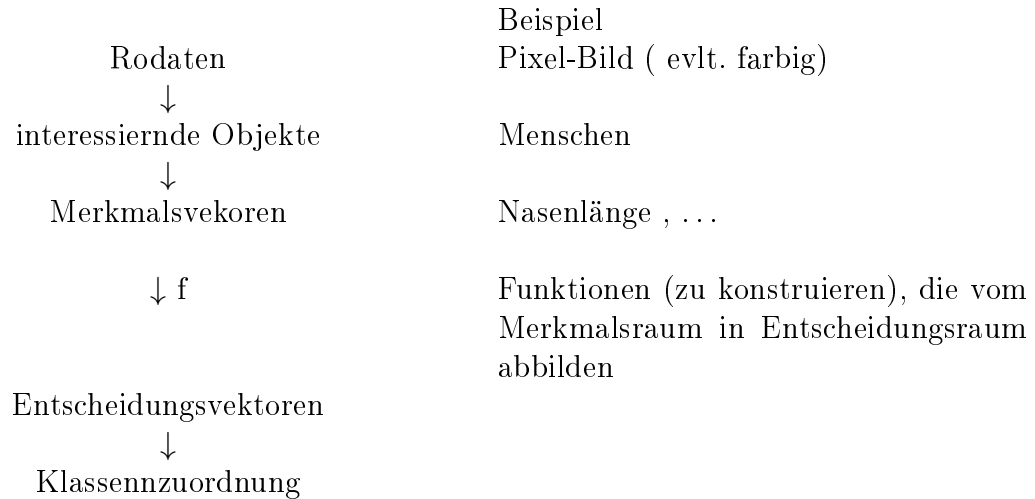 Beispiel
Rodaten Pixel-Bild ( evlt. farbig)
↓
interessiernde Objekte Menschen
↓
Merkmalsvekoren Nasenlänge , ...
↓ f Funktionen (zu konstruieren), die vom
Merkmalsraum in Entscheidungsraum
abbilden
Entscheidungsvektoren
↓
Klassennzuordnung